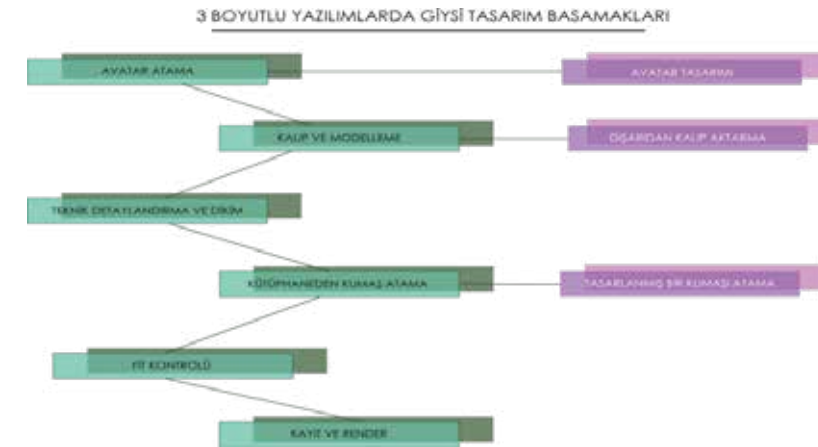 3 BOYUTLU YAZILIMLARDA GİYSİ TASARIM BASAMAKLARI
AVATAR ATAMA
AVATAR TASARIMI
KALIP VE MODELLEME
DIŞARIDAN KALIP AKTARMA
TEKNİK DETAYLANDIRMA VE DİKİM
KÜTÜPHANEDEN KUMAŞ ATAMA
TASARLANMIŞ BİR KUMAŞI ATAMA
FİT KONTROLÜ
KAYIT VE RENDER